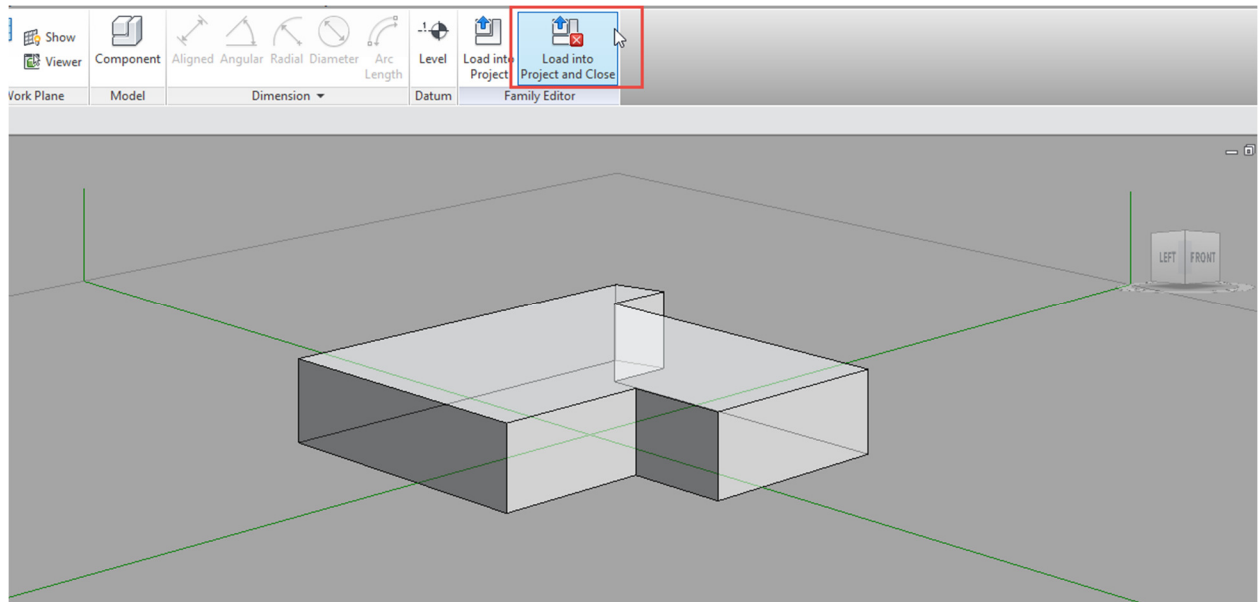 Show
Viewer
Component
Aligned Angular Radial Diameter Arc
Length
Level
Load into
Project
Load into
Project and Close
Work Plane
Model
Dimension
Datum
Family Editor
LEFT
FRONT